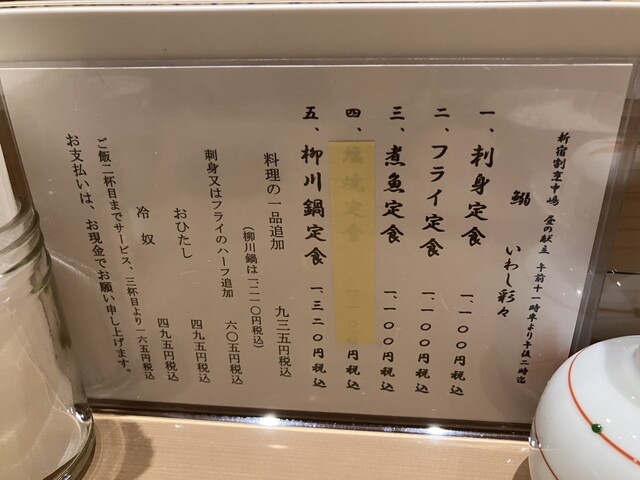 新宿割烹中嶋 昼の献立 午前十一時半より午後二時迄
鰯 いわし彩々
一、刺身定食 一、一〇〇円税込
二、フライ定食 一、一〇〇円税込
三、煮魚定食 一、一〇〇円税込
四、塩焼定食 一、一〇〇円税込
五、柳川鍋定食 一、三二〇円税込
料理の一品追加 九三五円税込
(柳川鍋は一、二一〇円税込)
刺身又はフライのハーフ追加 六〇五円税込
おひたし 四九五円税込
冷奴 四九五円税込
ご飯二杯目までサービス、三杯目より一六五円税込
お支払いは、お現金でお願い申し上げます。